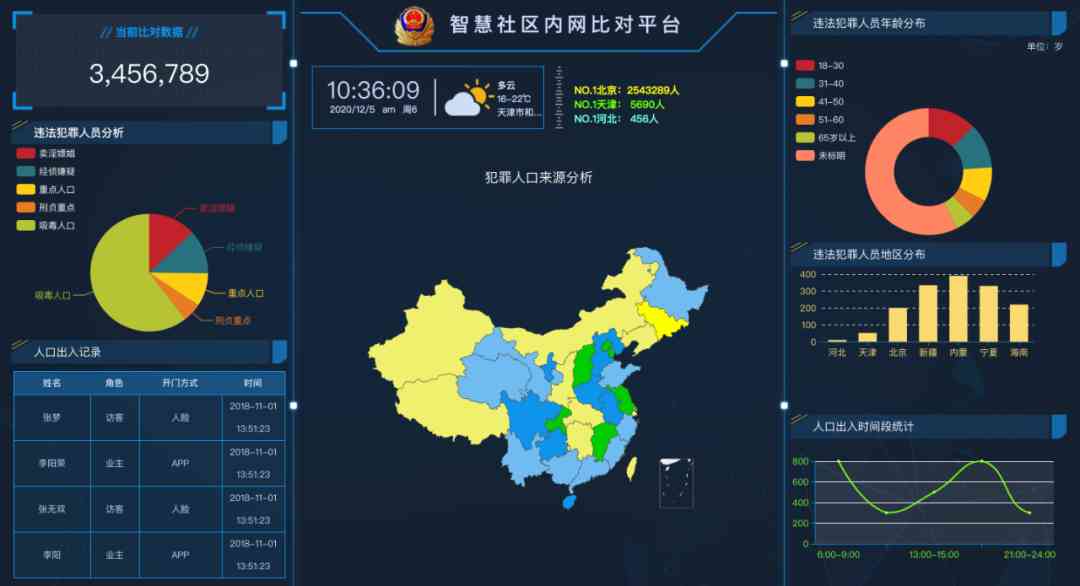 // 当前比对数据 //
3,456,789
违法犯罪人员分析
卖淫嫖娼
经侦嫌疑
重点人口
刑贞重点
吸毒人口
卖淫嫖娼
经侦嫌疑
重点人口
刑贞重点
吸毒人口
人口出入记录
姓名 角色 开门方式 时间
张梦 访客 人脸 2018-11-01 13:51:23
李阳荣 业主 APP 2018-11-01 13:51:23
张无双 访客 人脸 2018-11-01 13:51:23
李阳 业主 APP 2018-11-01 13:51:23
智慧社区内网比对平台
10:36:09
2020/12/5 am 周6
多云
16-22℃
天津市和...
NO.1北京: 2543289人
NO.1天津: 5690人
NO.1河北: 456人
犯罪人口来源分析
违法犯罪人员年龄分布
单位: 岁
18-30
31-40
41-50
51-60
65岁以上
未标明
违法犯罪人员地区分布
400
300
200
100
0
河北 天津 北京 新疆 内蒙 宁夏 海南
人口出入时间段统计
800
600
400
200
0
6:00-9:00 13:00-15:00 21:00-24:00